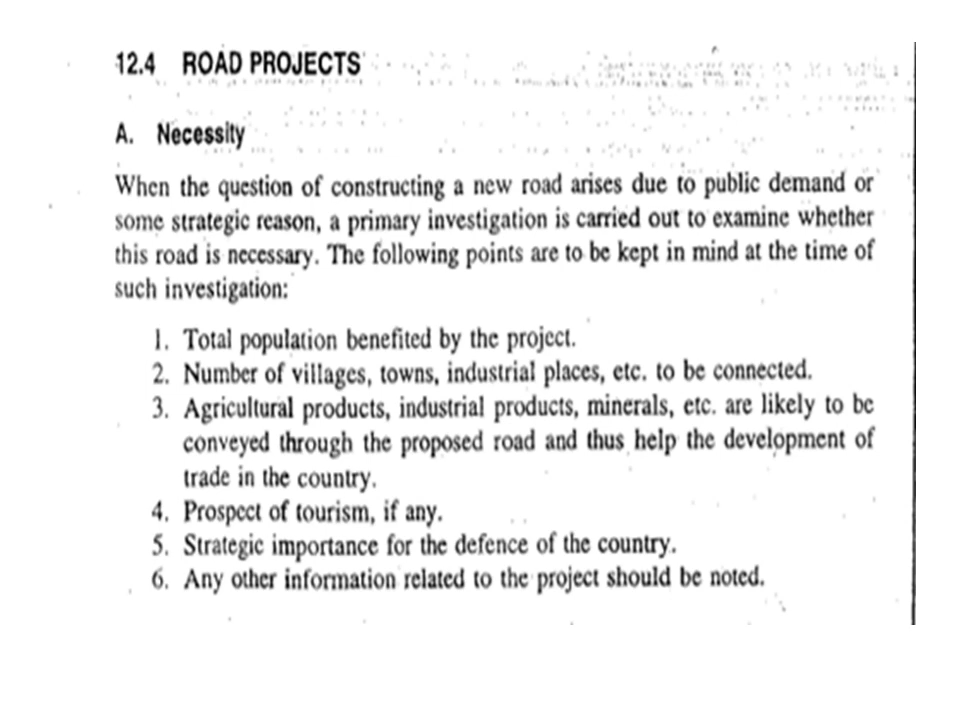 12.4 ROAD PROJECTS
A. Necessity
When the question of constructing a new road arises due to public demand or
some strategic reason, a primary investigation is carried out to examine whether
this road is necessary. The following points are to be kept in mind at the time of
such investigation:
1. Total population benefited by the project.
2. Number of villages, towns, industrial places, etc. to be connected.
3. Agricultural products, industrial products, minerals, etc. are likely to be
conveyed through the proposed road and thus help the development of
trade in the country.
4. Prospect of tourism, if any.
5. Strategic importance for the defence of the country.
6. Any other information related to the project should be noted.